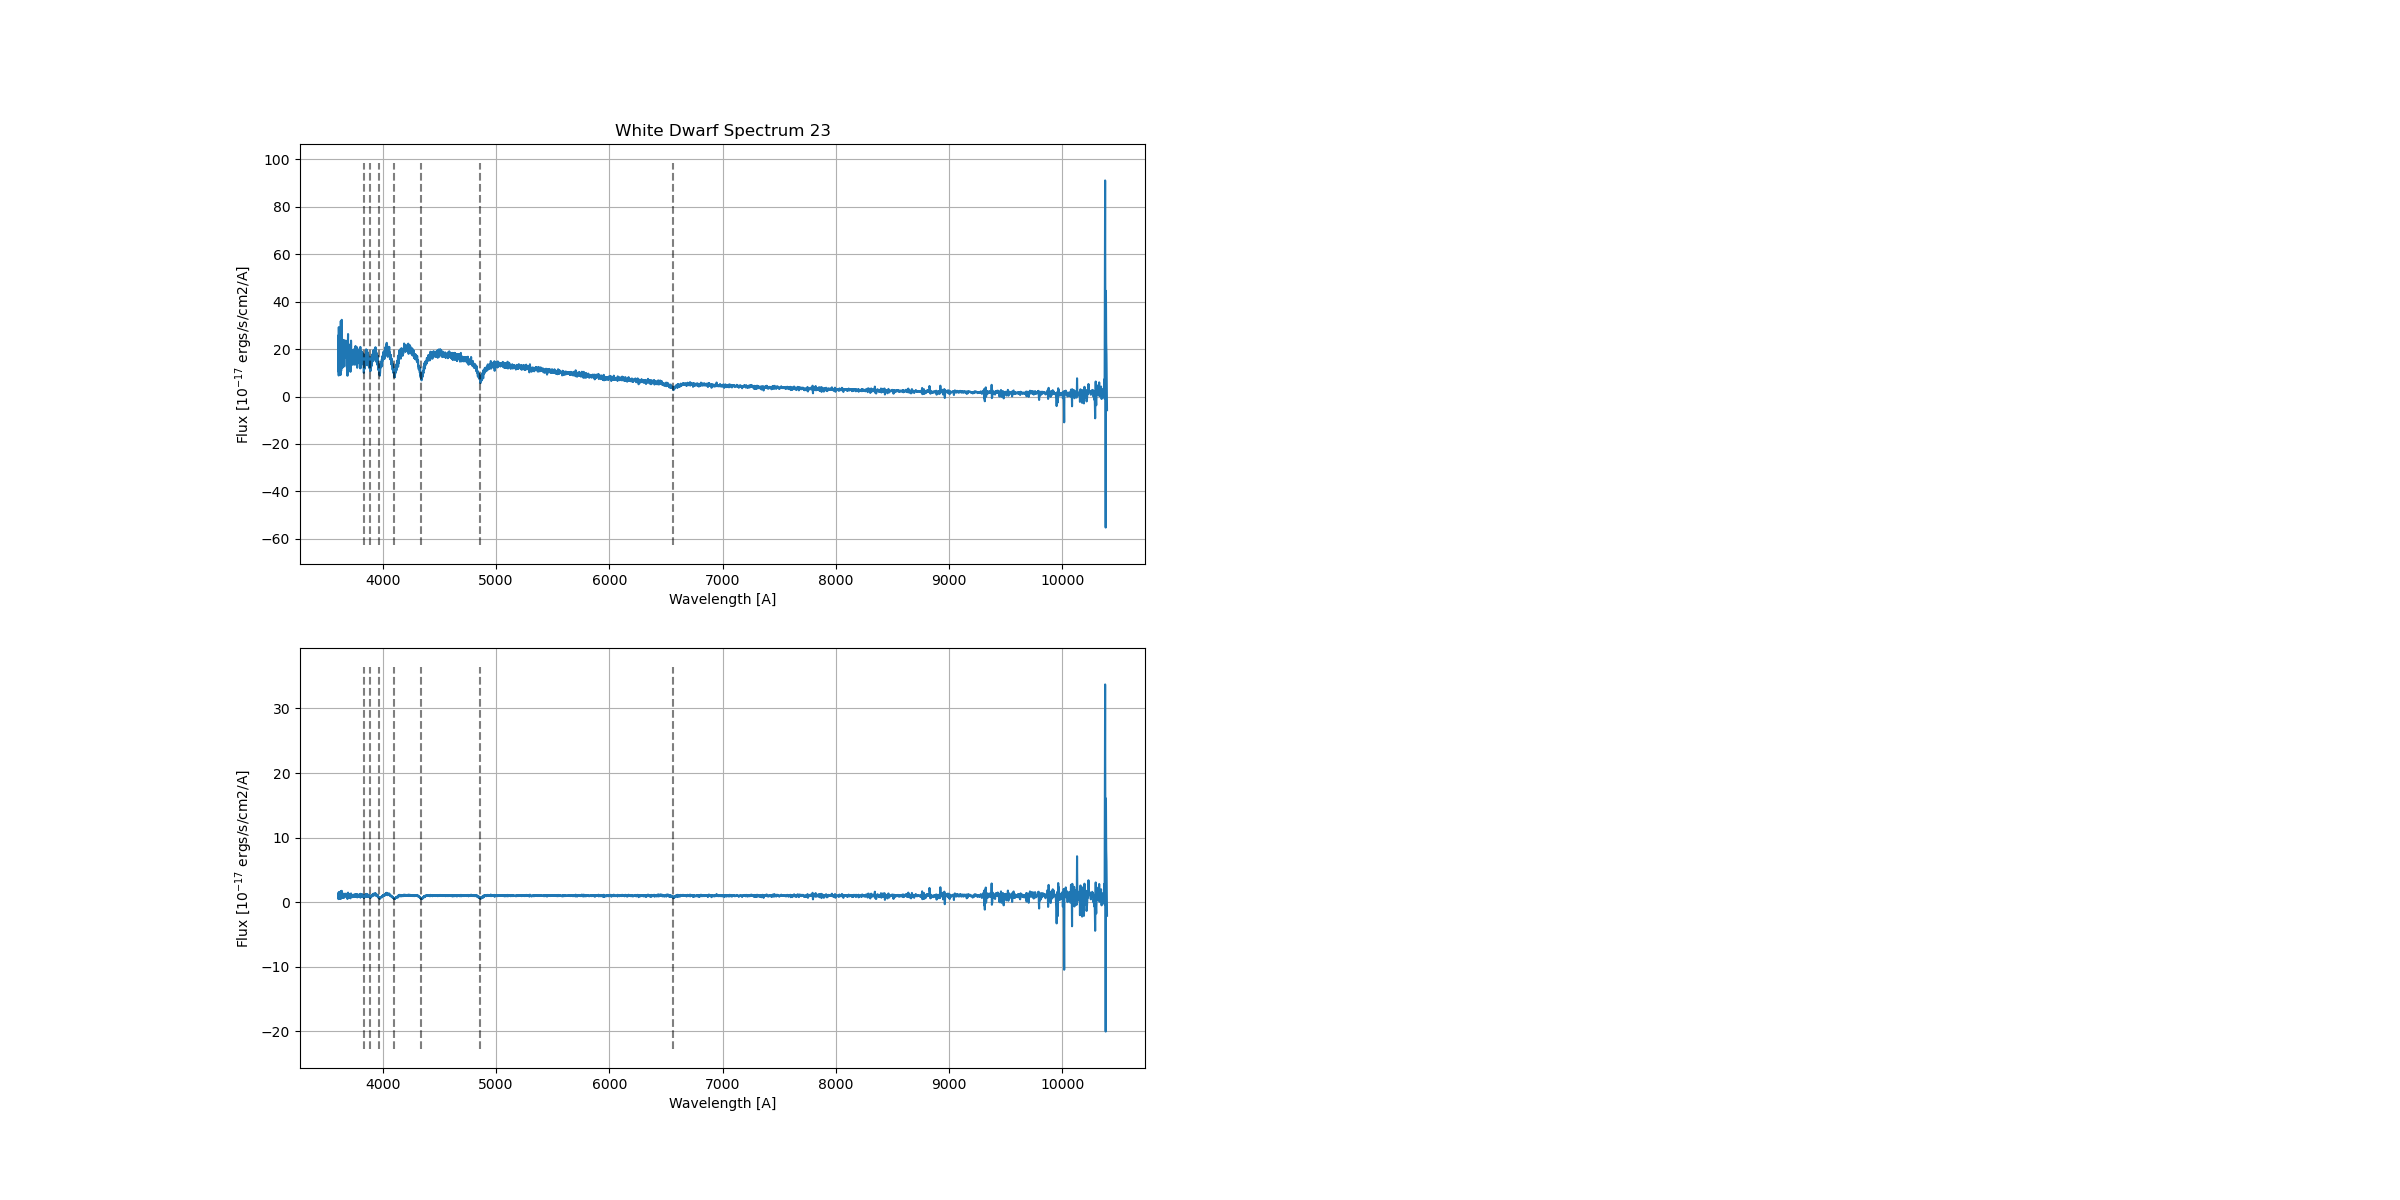 White Dwarf Spectrum 23
Flux [10⁻¹⁷ ergs/s/cm2/A]
100
80
60
40
20
0
−20
−40
−60
4000 5000 6000 7000 8000 9000 10000
Wavelength [A]
Flux [10⁻¹⁷ ergs/s/cm2/A]
30
20
10
0
−10
−20
4000 5000 6000 7000 8000 9000 10000
Wavelength [A]